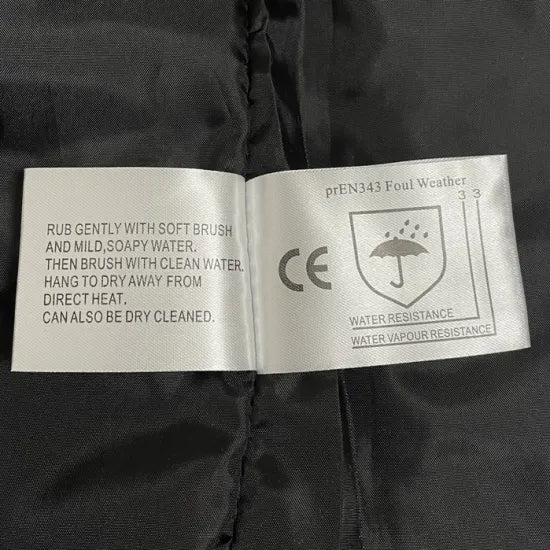 RUB GENTLY WITH SOFT BRUSH
AND MILD,SOAPY WATER.
THEN BRUSH WITH CLEAN WATER.
HANG TO DRY AWAY FROM
DIRECT HEAT.
CAN ALSO BE DRY CLEANED.
prEN343 Foul Weather
3 3
CE
WATER RESISTANCE
WATER VAPOUR RESISTANCE